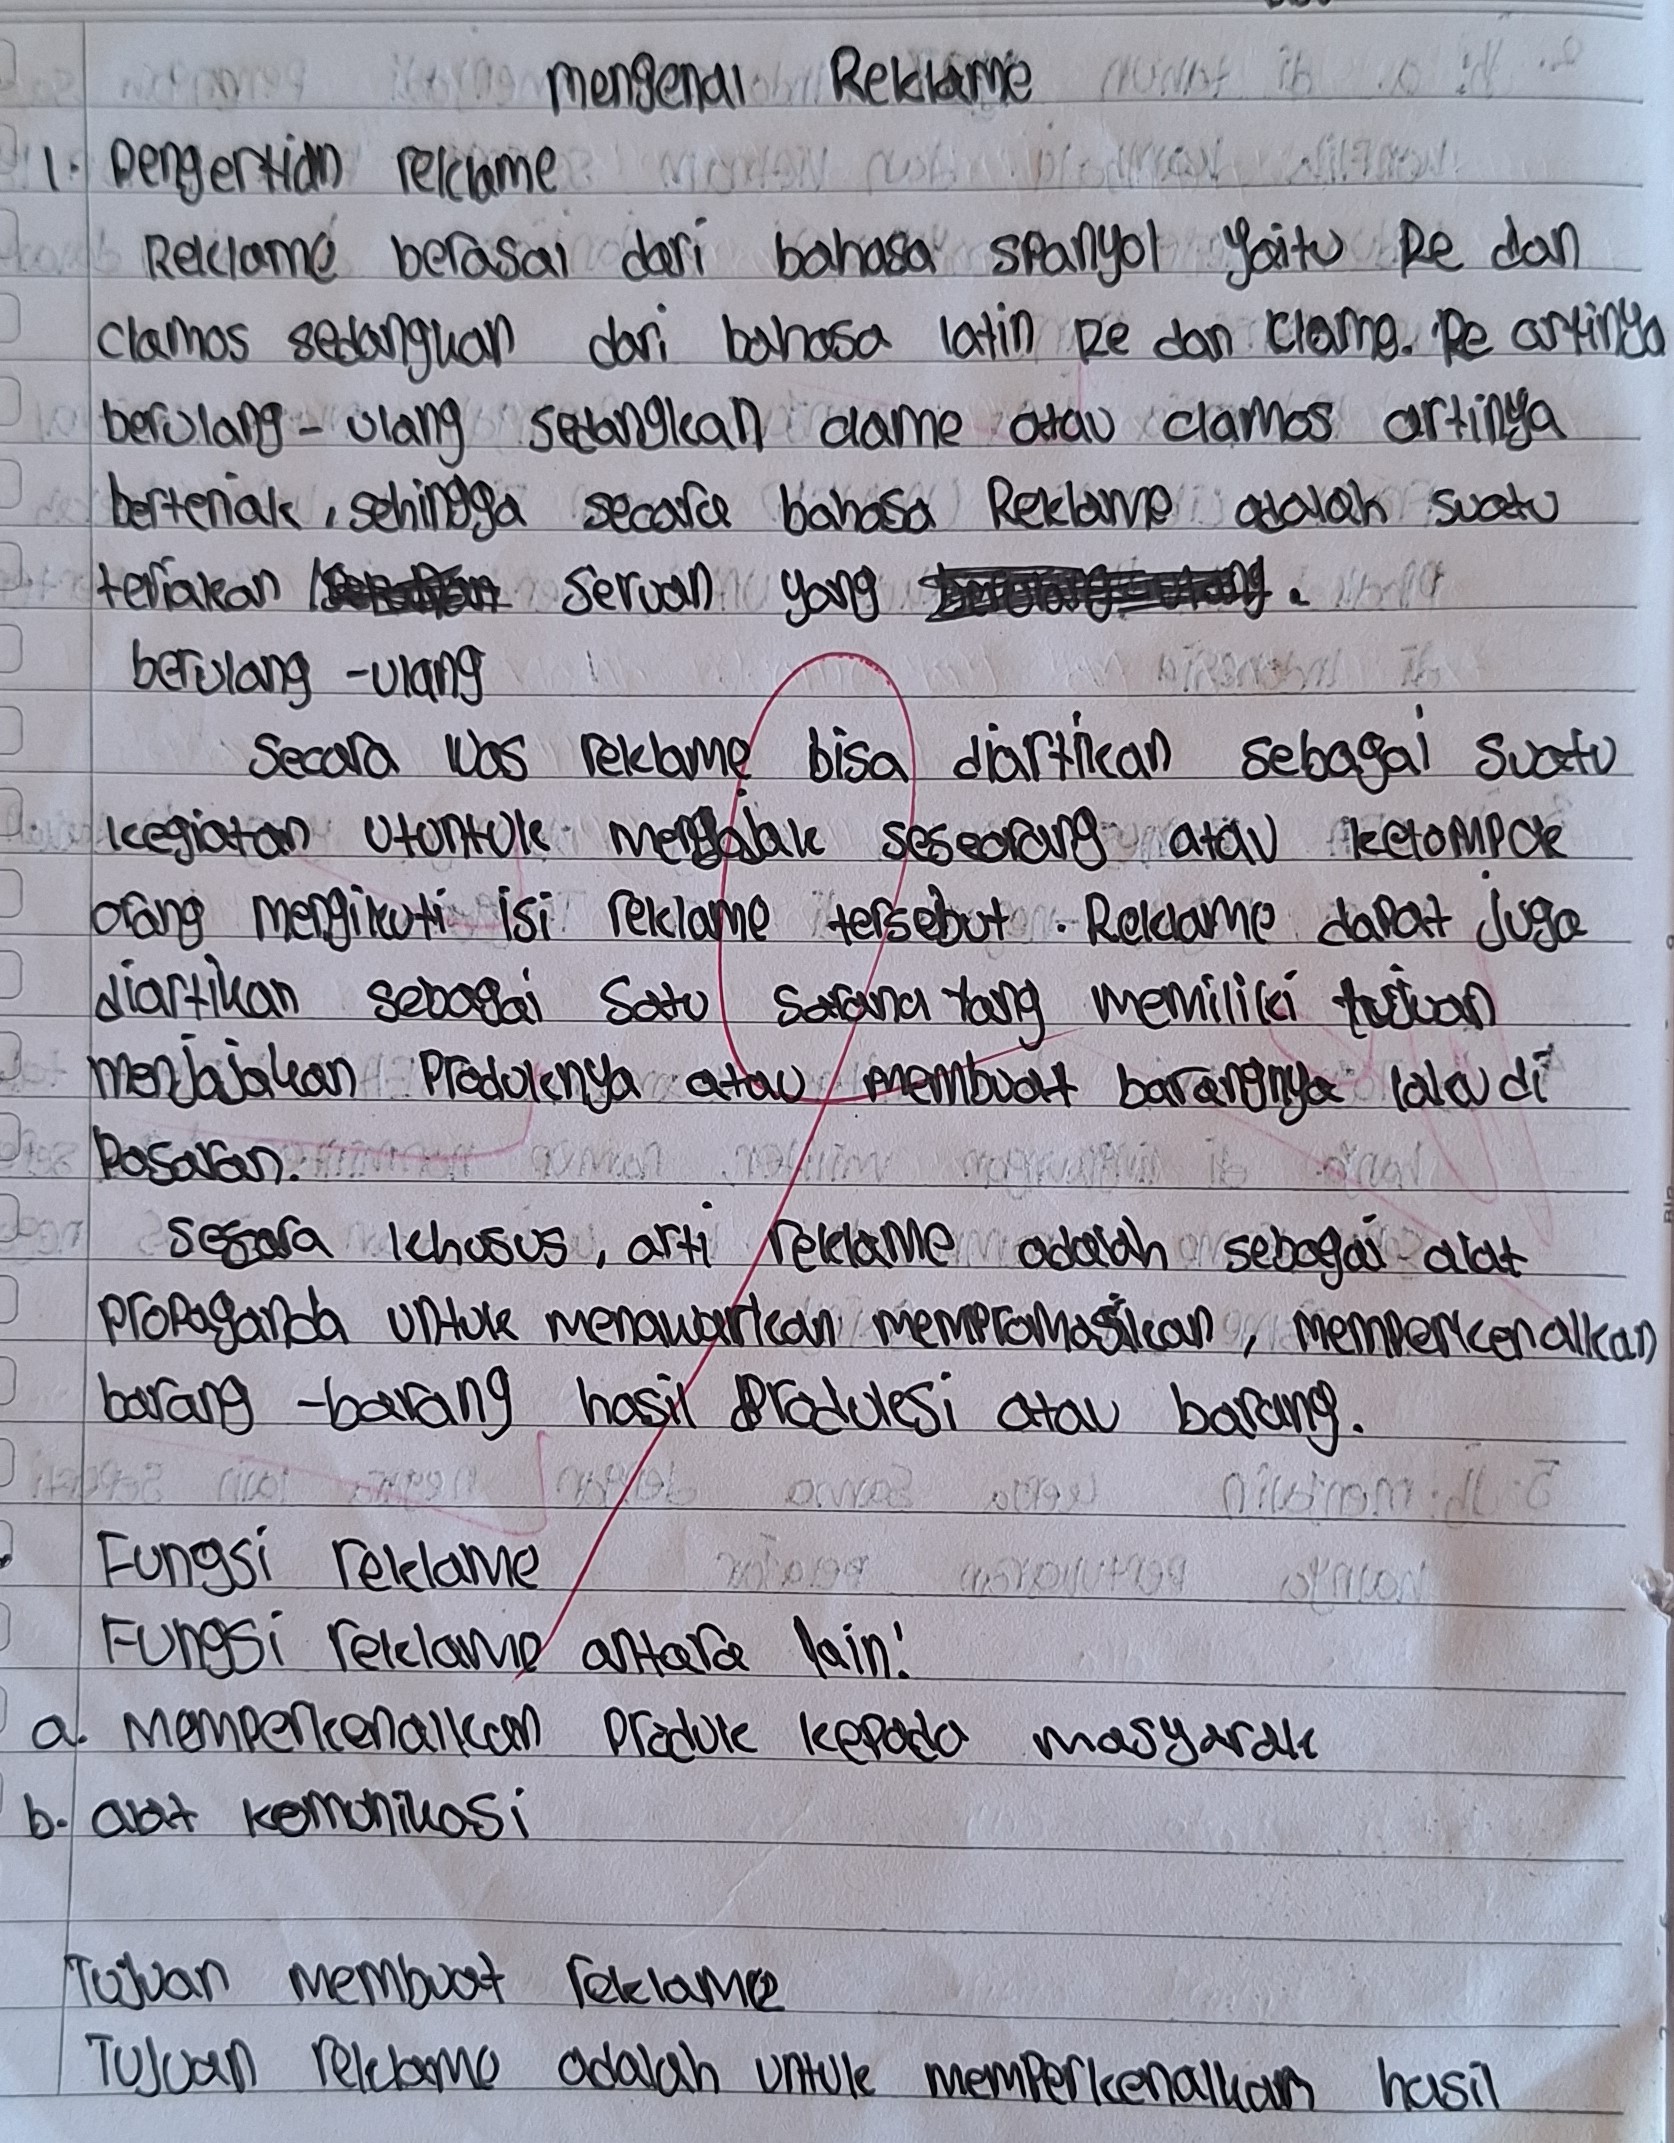 mengenal Reklame
1. Pengertian reklame
Reklame berasal dari bahasa spanyol yaitu Re dan
clamos sedangkan dari bahasa latin Re dan Clame. Re artinya
berulang - ulang sedangkan clame atau clamos artinya
berteriak, sehingga secara bahasa Reklame adalah suatu
teriakan / seruan yang .
berulang -ulang
Secara luas reklame bisa diartikan sebagai suatu
kegiatan utuntuk mengajak seseorang atau kelompok
orang mengikuti isi reklame tersebut. Reklame dapat juga
diartikan sebagai satu sarana yang memiliki tujuan
menjajakan produknya atau membuat barangnya laku di
pasaran.
secara khusus, arti reklame adalah sebagai alat
propaganda untuk menawarkan mempromosikan, memperkenalkan
barang -barang hasil produksi atau barang.
Fungsi reklame
Fungsi reklame antara lain:
a. memperkenalkan produk kepada masyarak
b. alat komunikasi
Tujuan membuat reklame
Tujuan reklame adalah untuk memperkenalkan hasil